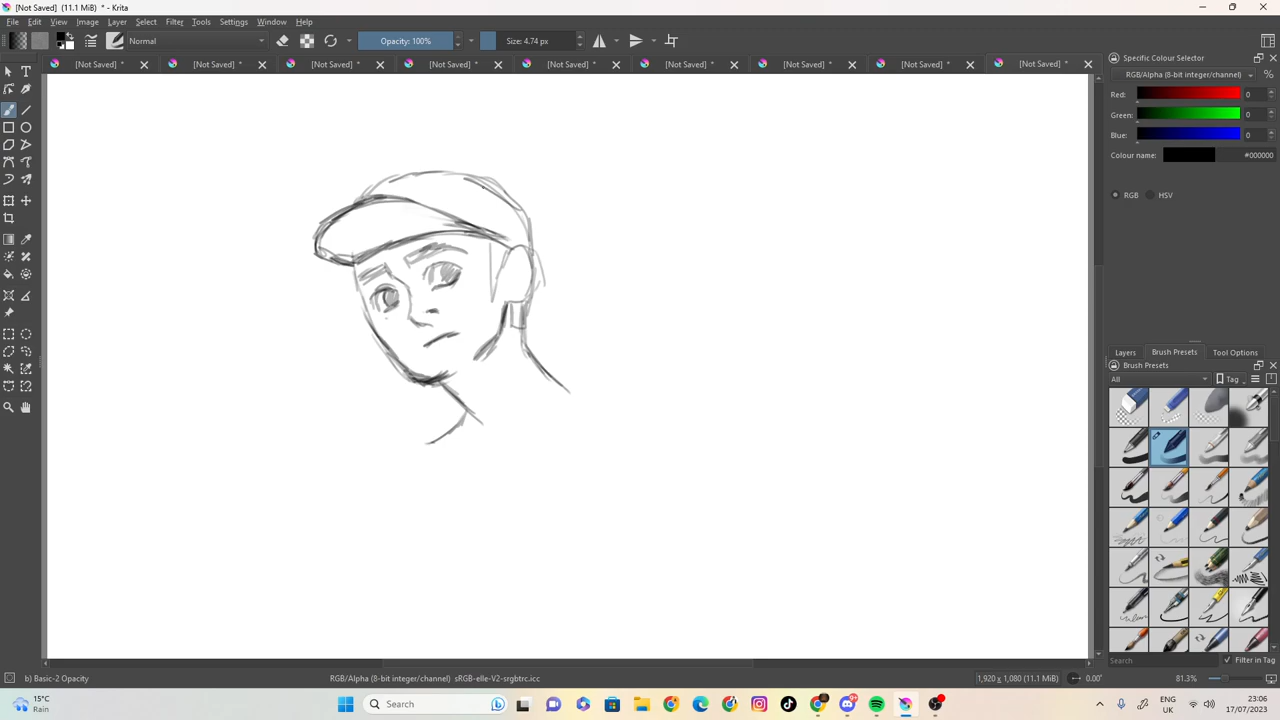 [Not Saved] (11.1 MiB) * - Krita
File Edit View Image Layer Select Filter Tools Settings Window Help
Normal Opacity: 100% Size: 4.74 px
[Not Saved] * [Not Saved] * [Not Saved] * [Not Saved] * [Not Saved] * [Not Saved] * [Not Saved] * [Not Saved] * [Not Saved] *
Specific Colour Selector
RGB/Alpha (8-bit integer/channel) %
Red: 0
Green: 0
Blue: 0
Colour name: #000000
RGB HSV
Layers Brush Presets Tool Options
Brush Presets
All Tag
Search Filter in Tag
b) Basic-2 Opacity RGB/Alpha (8-bit integer/channel) sRGB-elle-V2-srgbtrc.icc 1,920 x 1,080 (11.1 MiB) 0.00° 81.3%
15°C
Rain
Search
ENG
UK
23:06
17/07/2023